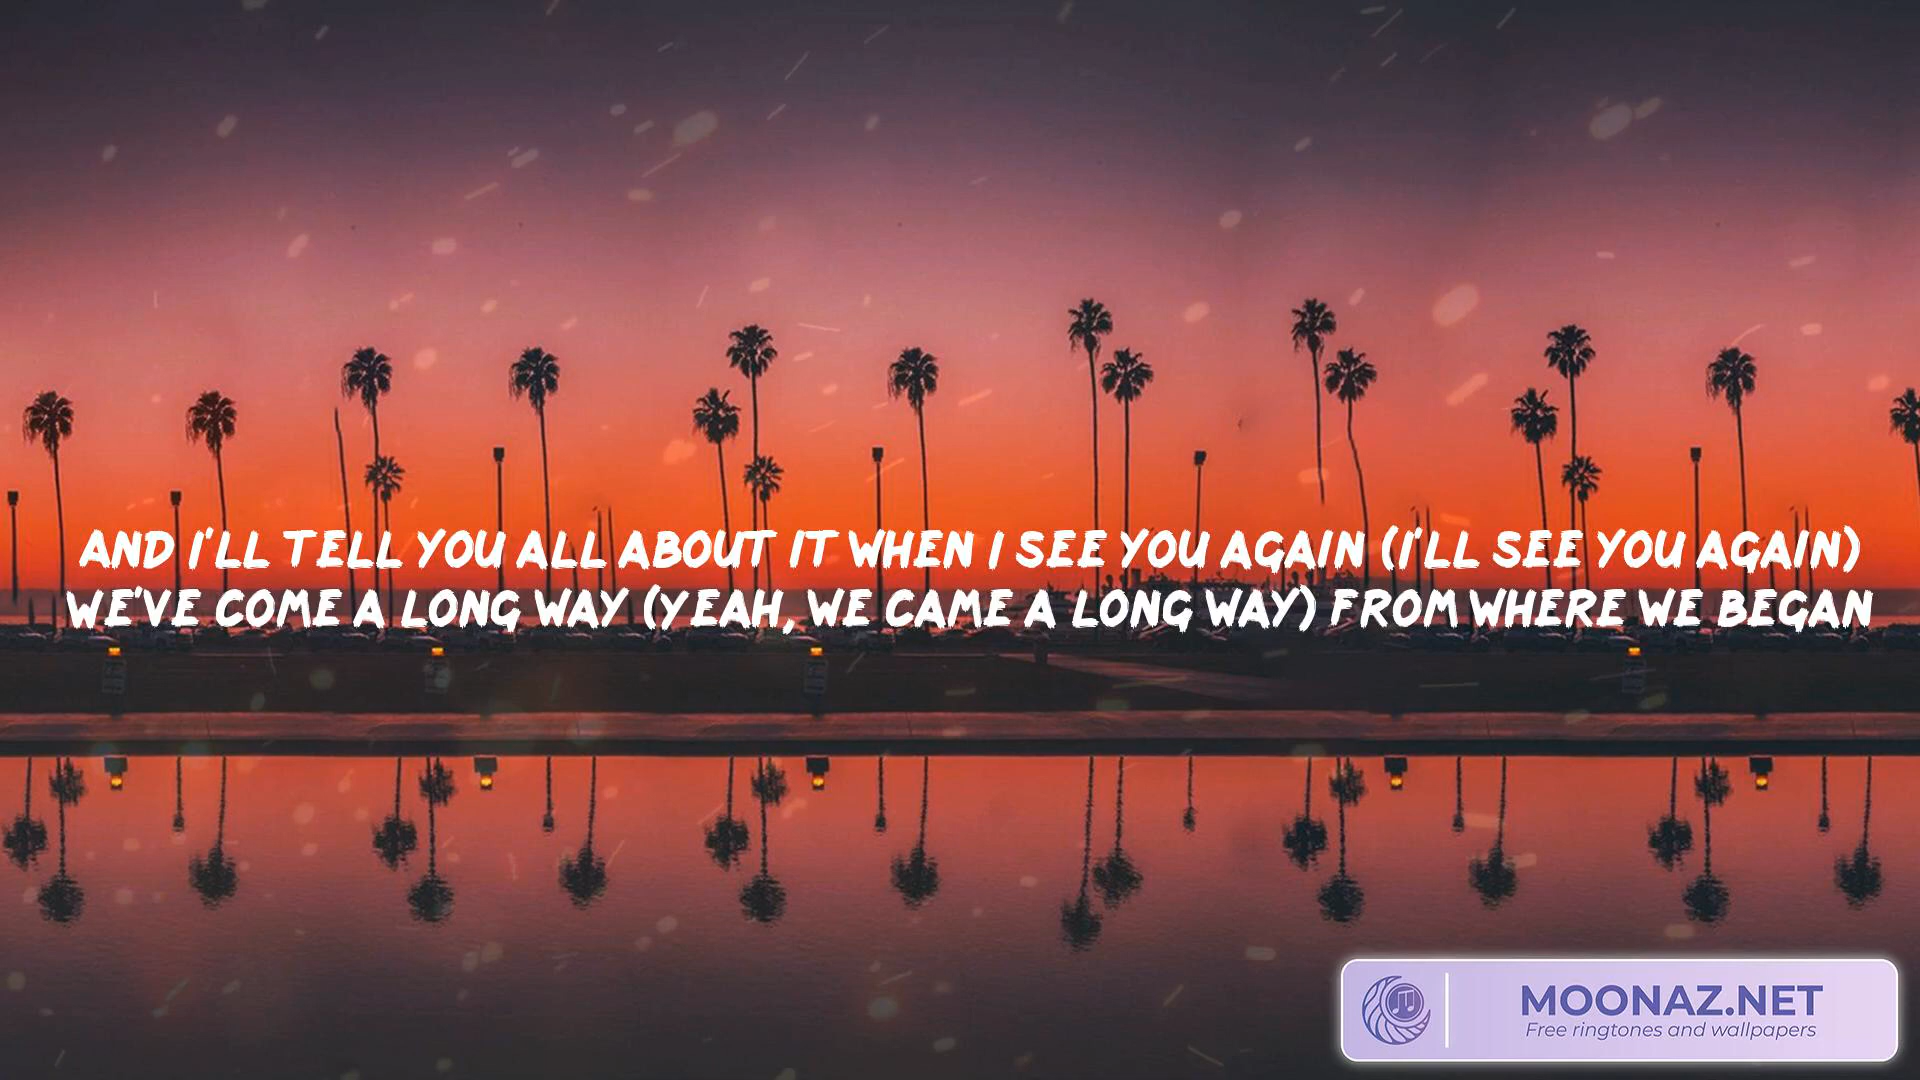 AND I'LL TELL YOU ALL ABOUT IT WHEN I SEE YOU AGAIN (I'LL SEE YOU AGAIN)
WE'VE COME A LONG WAY (YEAH, WE CAME A LONG WAY) FROM WHERE WE BEGAN
MOONAZ.NET
Free ringtones and wallpapers